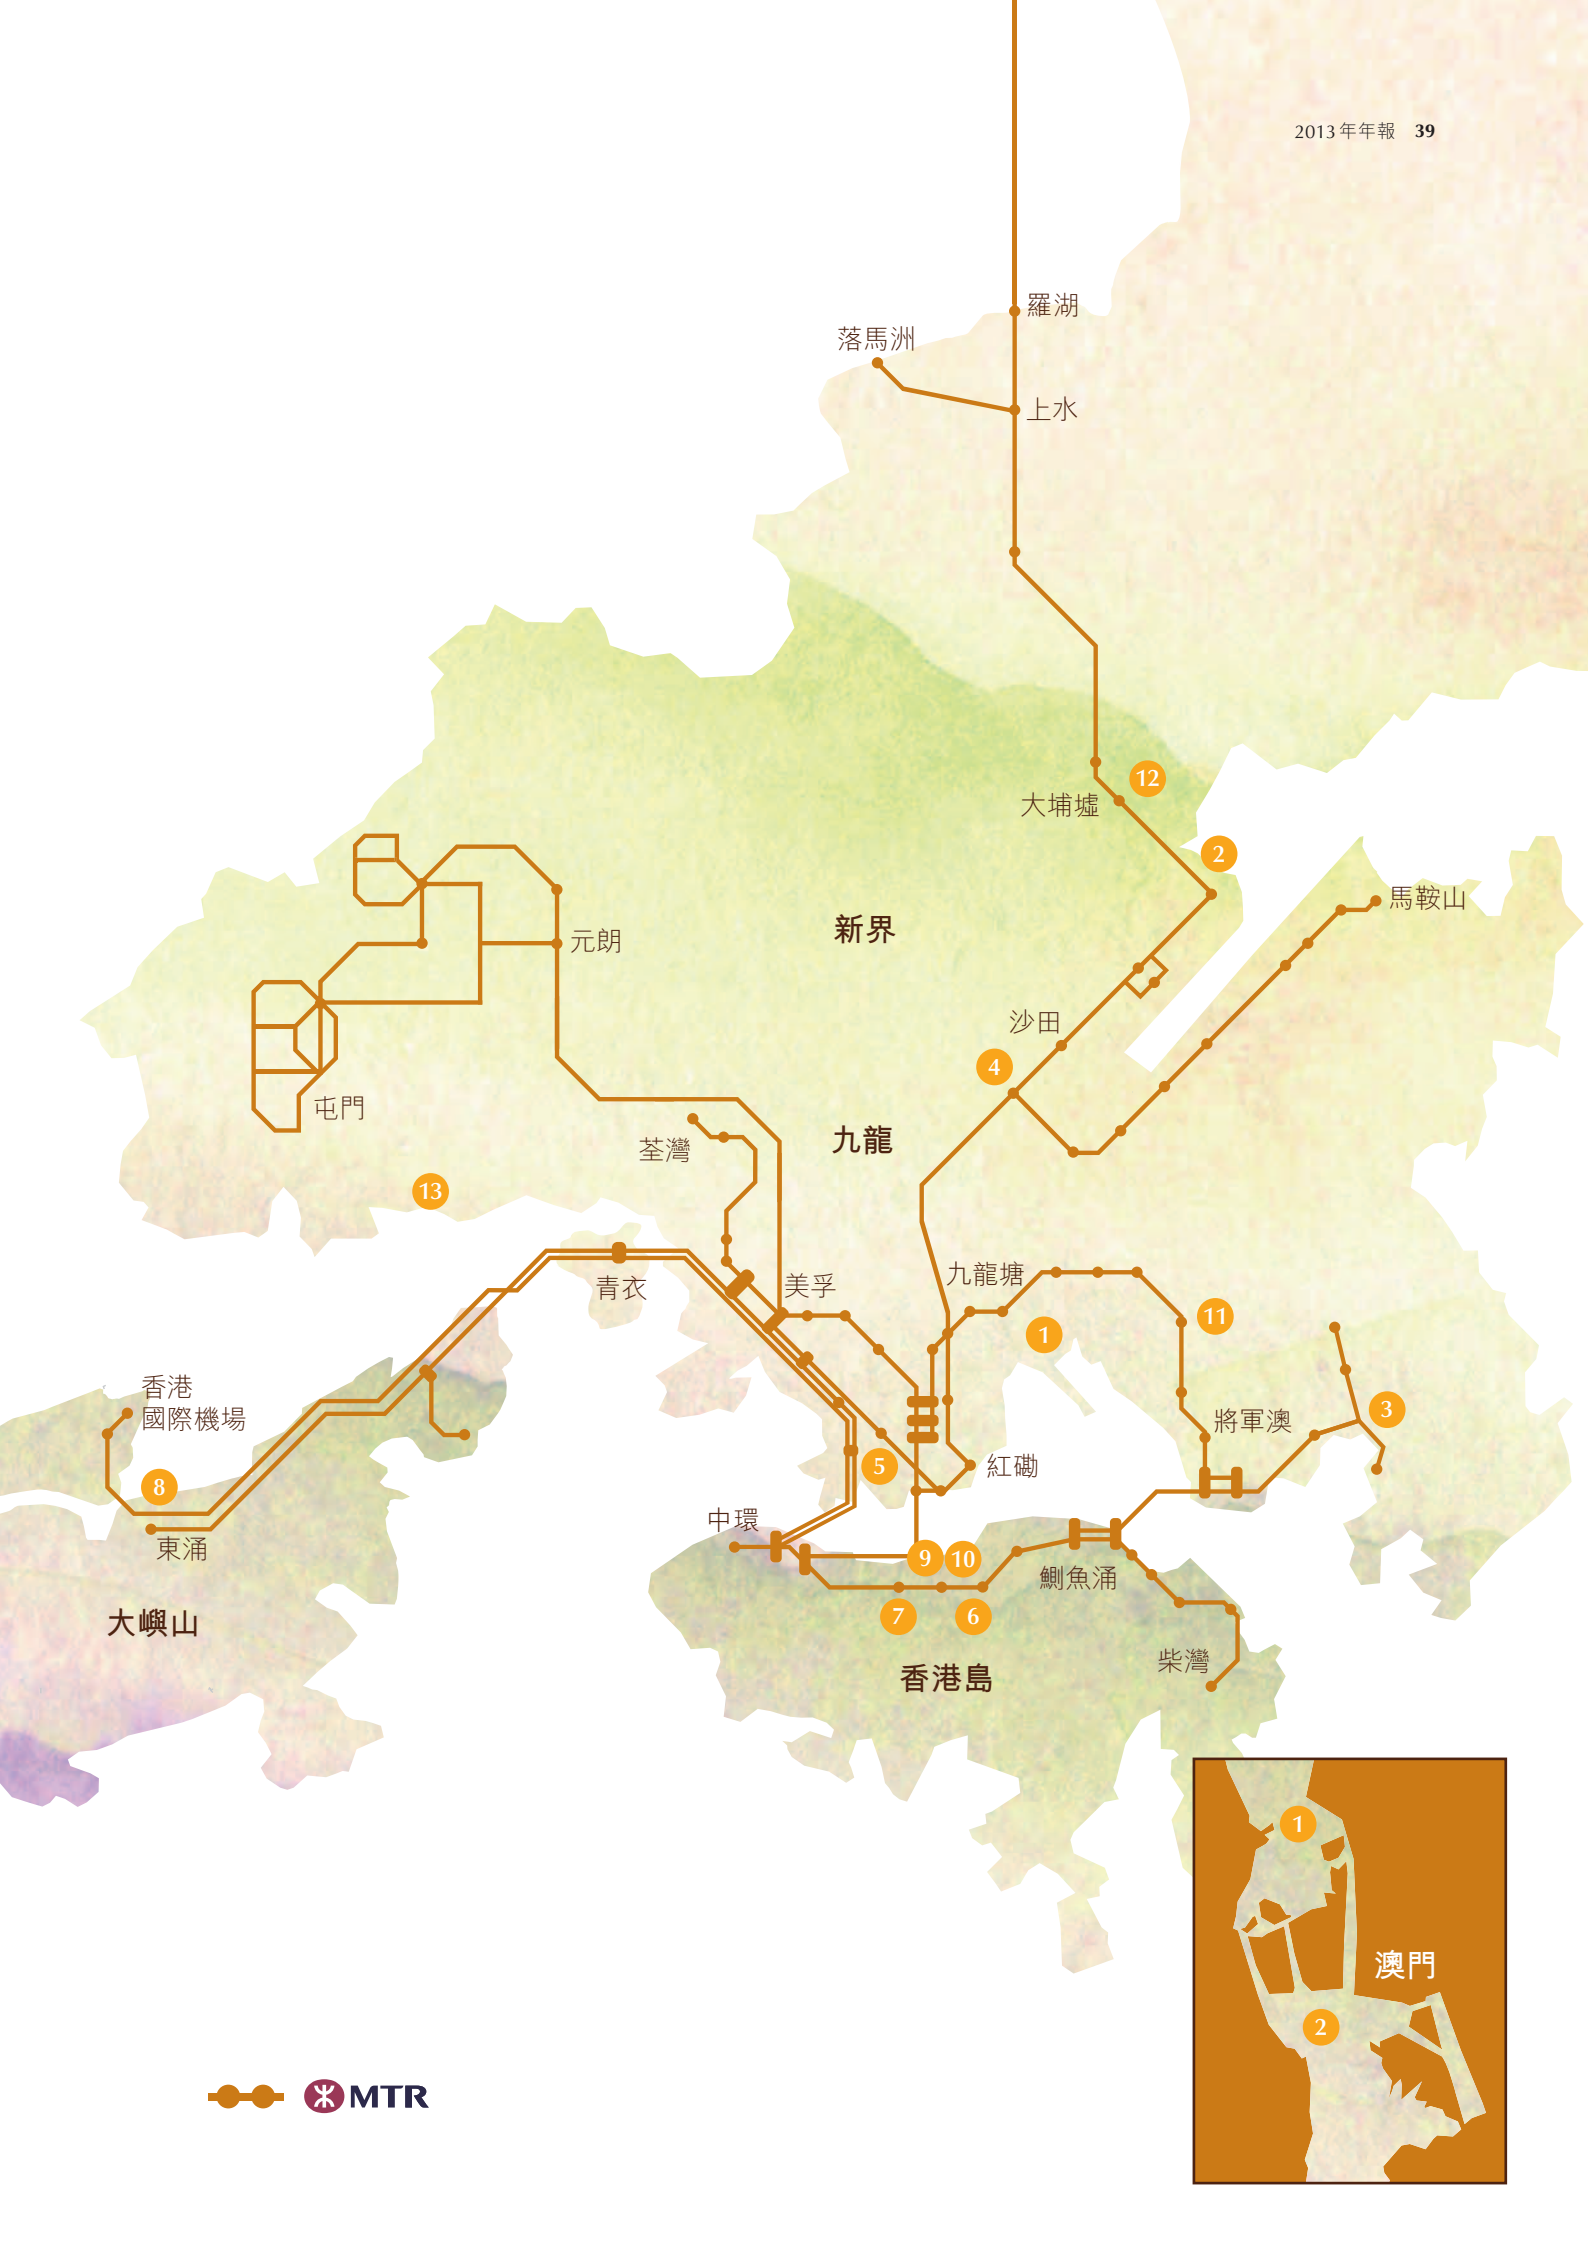 2013年年報 39
羅湖
落馬洲
上水
12
大埔墟
2
馬鞍山
新界
元朗
沙田
4
屯門
九龍
荃灣
13
九龍塘
美孚
青衣
11
1
香港
國際機場
3
將軍澳
5
紅磡
8
中環
東涌
9
10
鰂魚涌
7
6
大嶼山
柴灣
香港島
1
澳門
2
MTR